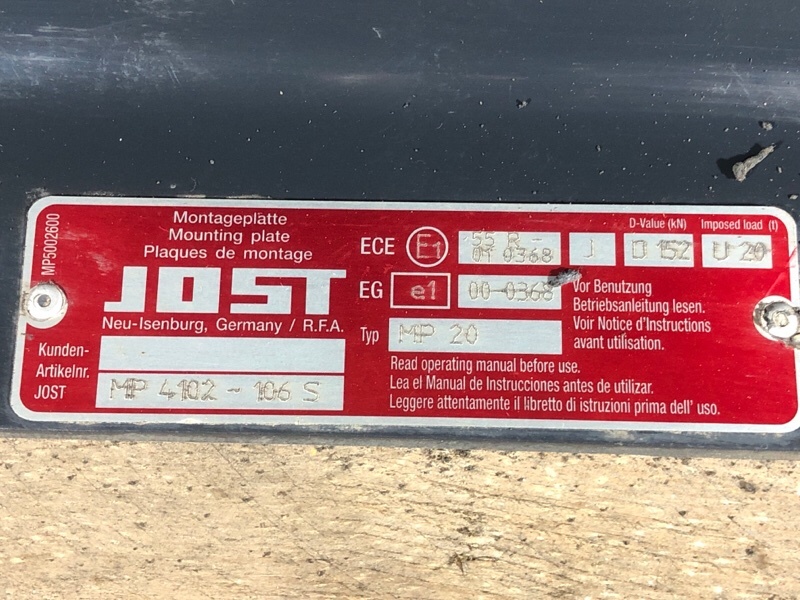 MP5002600
Montageplatte
Mounting plate
Plaques de montage
JOST
Neu-Isenburg, Germany / R.F.A.
Kunden-
Artikelnr.
JOST MP 4102 - 106 S
D-Value (kN) Imposed load (t)
ECE E1 55 R - 01 0368 J D 152 U 20
EG e1 00-0368
Typ MP 20
Vor Benutzung
Betriebsanleitung lesen.
Voir Notice d'Instructions
avant utilisation.
Read operating manual before use.
Lea el Manual de Instrucciones antes de utilizar.
Leggere attentamente il libretto di istruzioni prima dell' uso.